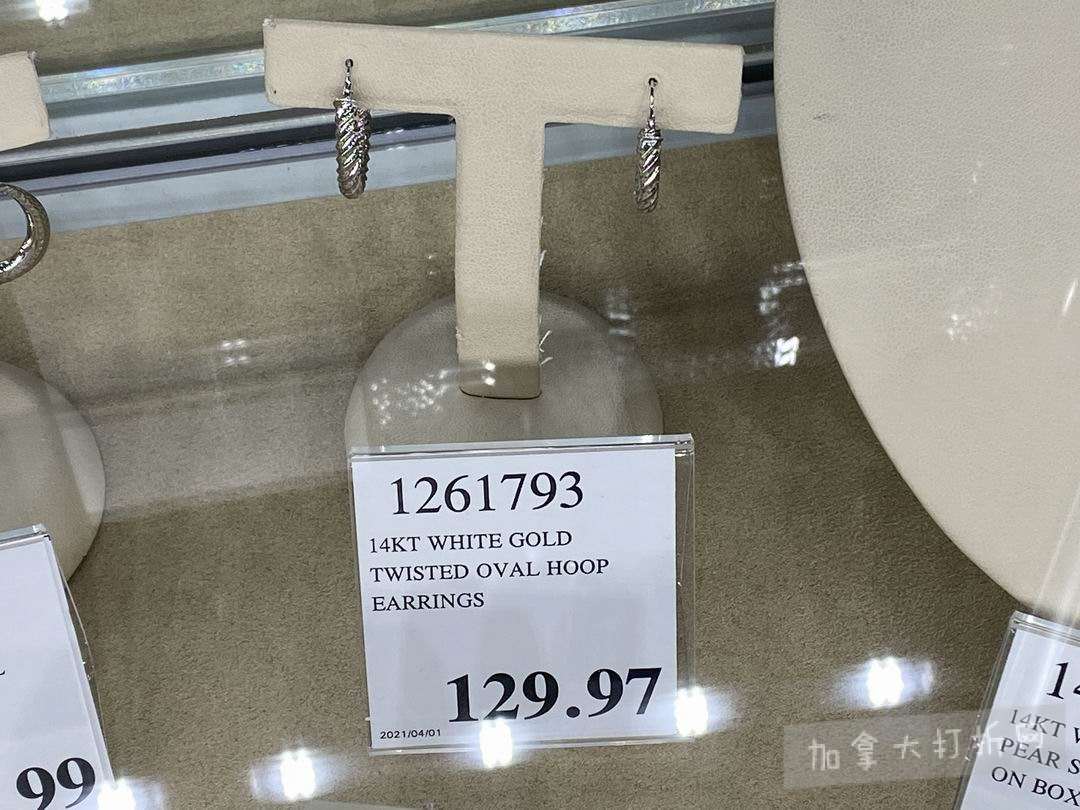 1261793
14KT WHITE GOLD
TWISTED OVAL HOOP
EARRINGS
129.97
2021/04/01
99
14KT
PEAR
ON BOX
加拿大打折网